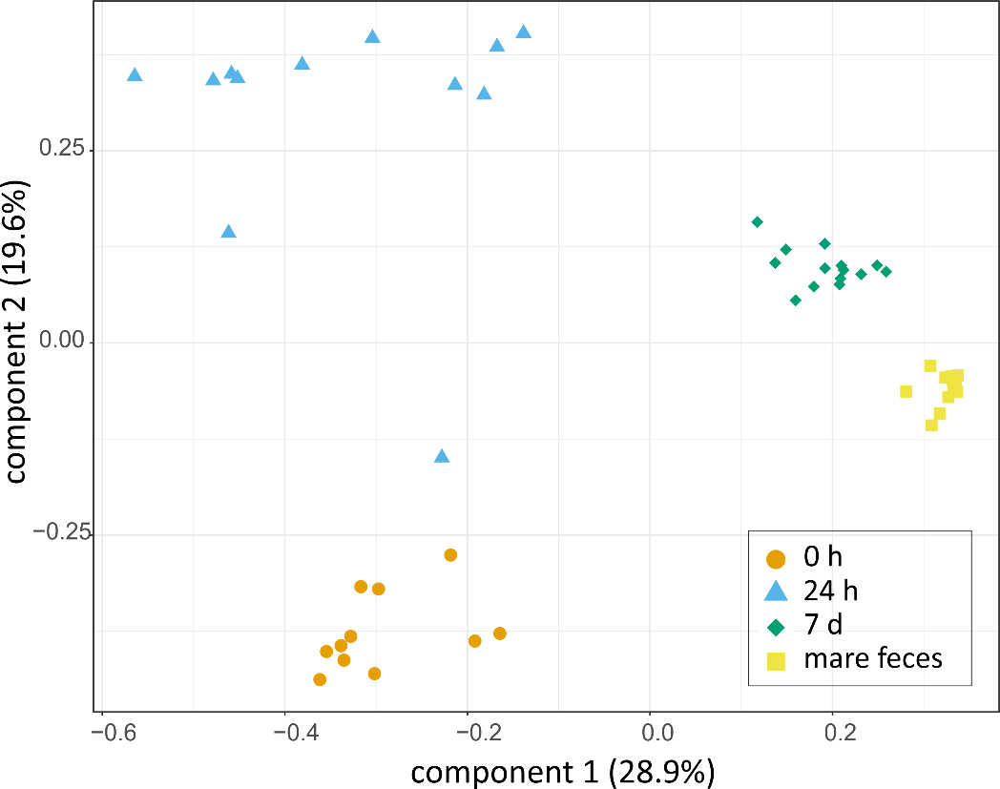 component 2 (19.6%)
0.25
0.00
−0.25
0 h
24 h
7 d
mare feces
−0.6
−0.4
−0.2
0.0
0.2
component 1 (28.9%)